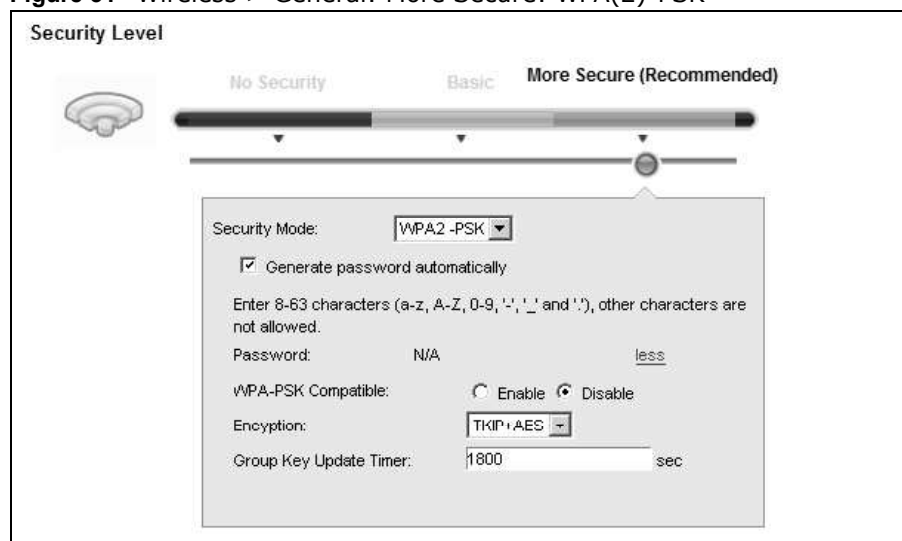 Security Level
No Security Basic More Secure (Recommended)
Security Mode: WPA2 -PSK
Generate password automatically
Enter 8-63 characters (a-z, A-Z, 0-9, '-', '_' and '.'), other characters are
not allowed.
Password: N/A less
WPA-PSK Compatible: Enable Disable
Encyption: TKIP+AES
Group Key Update Timer: 1800 sec